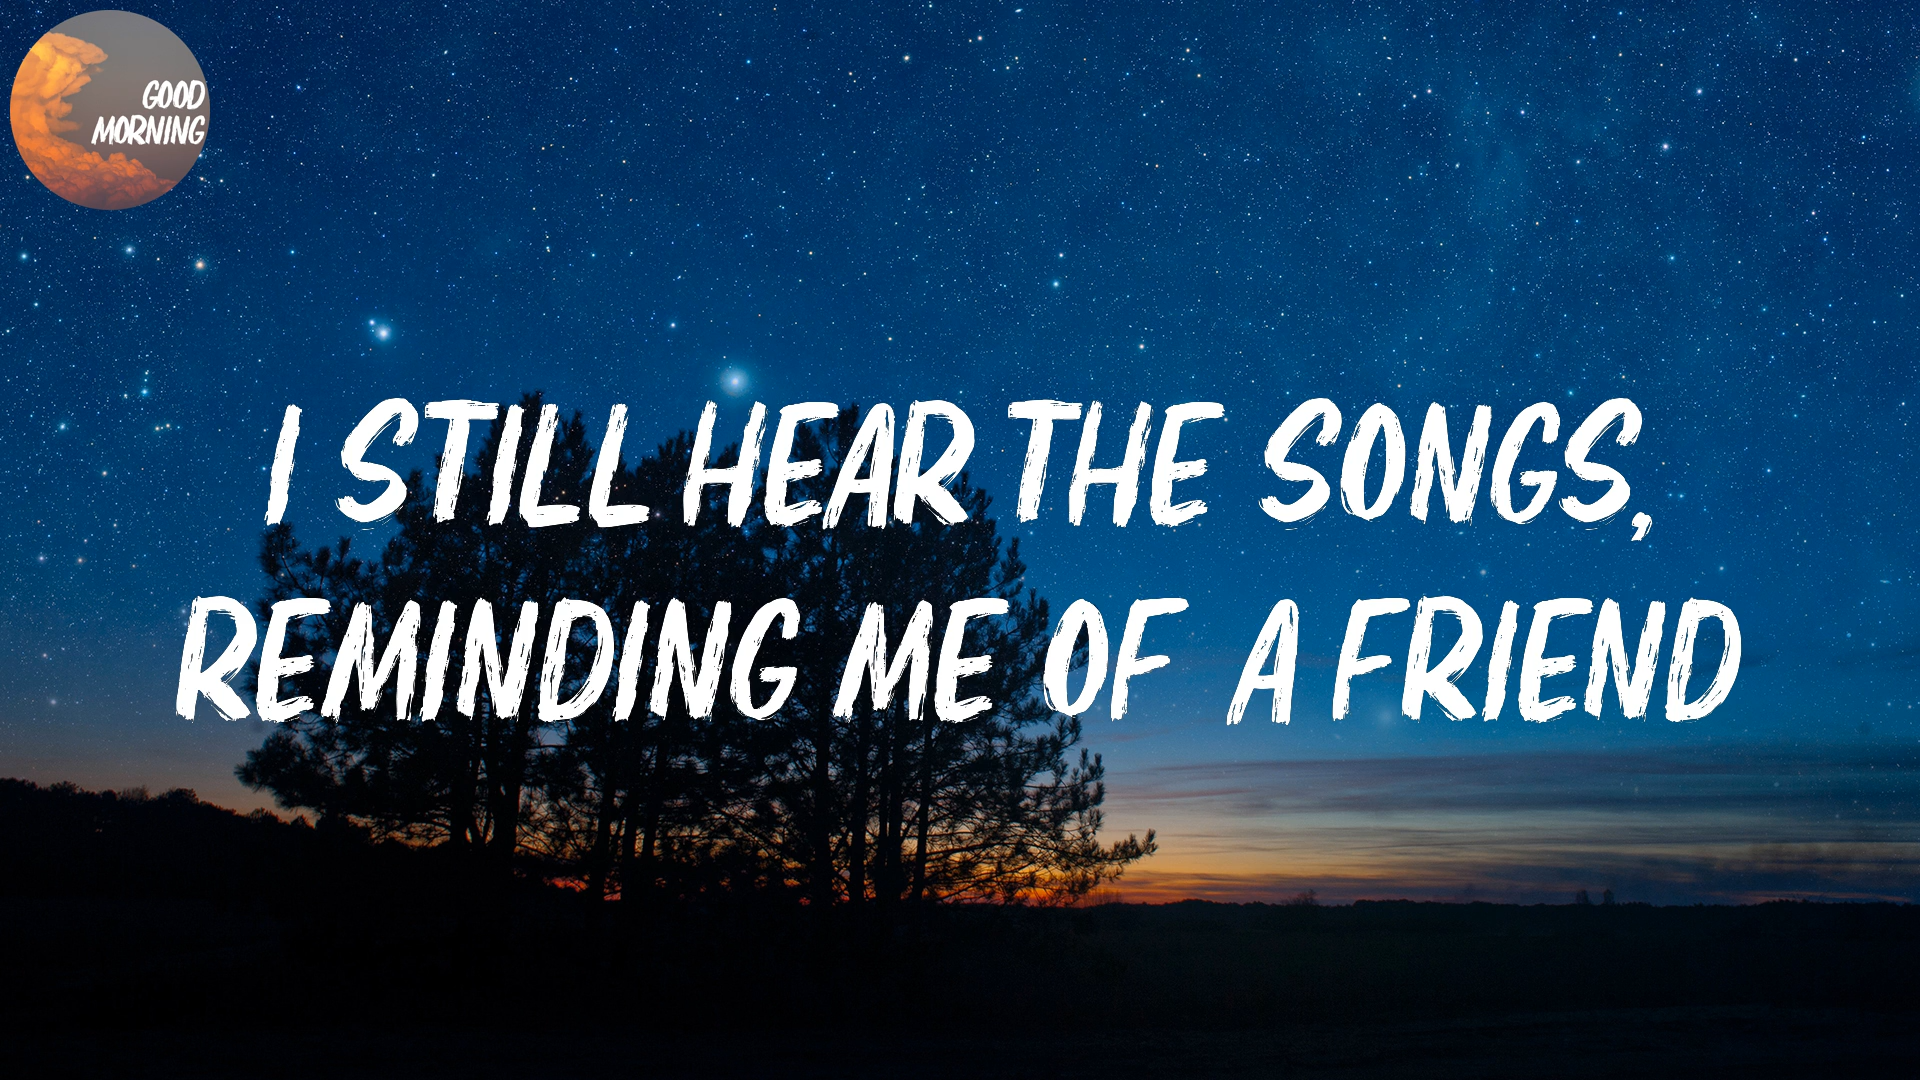 GOOD
MORNING
I STILL HEAR THE SONGS,
REMINDING ME OF A FRIEND